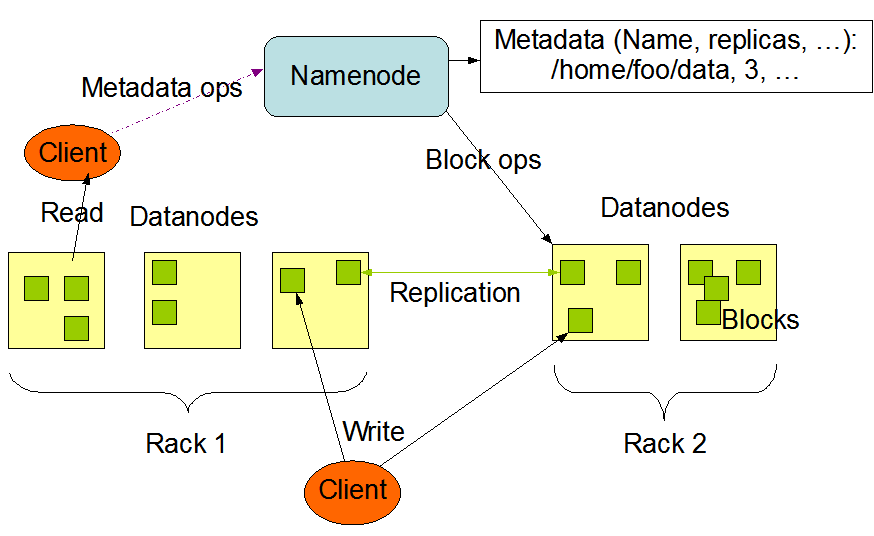 Metadata (Name, replicas, …):
/home/foo/data, 3, …
Namenode
Metadata ops
Client
Block ops
Read
Datanodes
Datanodes
Replication
Blocks
Rack 1
Write
Rack 2
Client